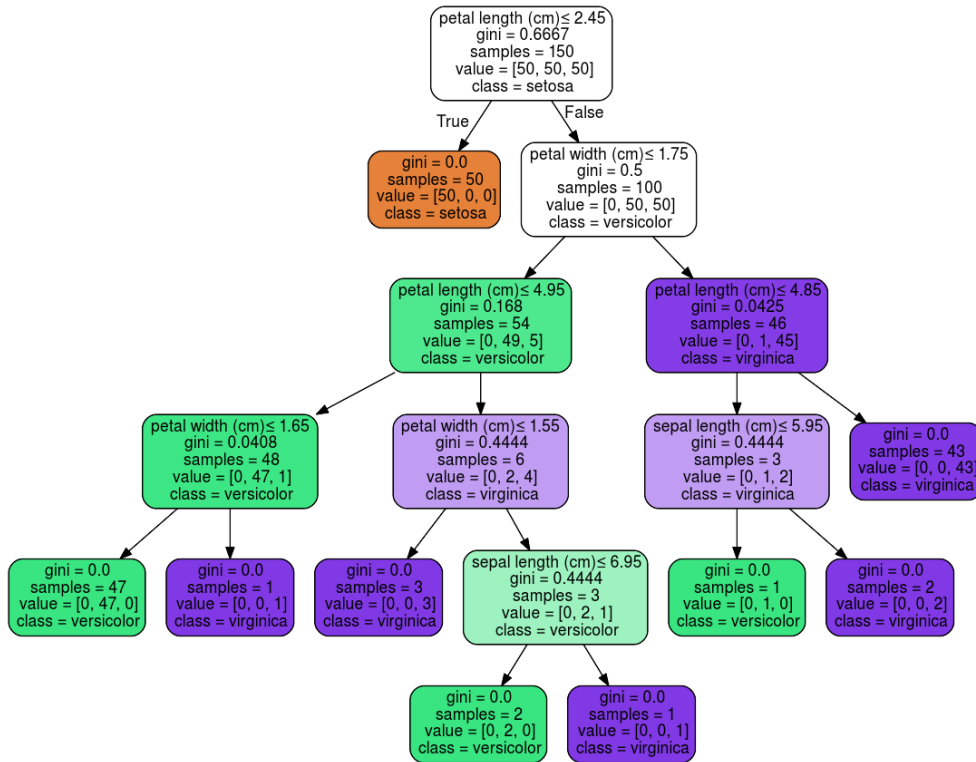 petal length (cm)≤ 2.45
gini = 0.6667
samples = 150
value = [50, 50, 50]
class = setosa
True
False
gini = 0.0
samples = 50
value = [50, 0, 0]
class = setosa
petal width (cm)≤ 1.75
gini = 0.5
samples = 100
value = [0, 50, 50]
class = versicolor
petal length (cm)≤ 4.95
gini = 0.168
samples = 54
value = [0, 49, 5]
class = versicolor
petal length (cm)≤ 4.85
gini = 0.0425
samples = 46
value = [0, 1, 45]
class = virginica
petal width (cm)≤ 1.65
gini = 0.0408
samples = 48
value = [0, 47, 1]
class = versicolor
petal width (cm)≤ 1.55
gini = 0.4444
samples = 6
value = [0, 2, 4]
class = virginica
sepal length (cm)≤ 5.95
gini = 0.4444
samples = 3
value = [0, 1, 2]
class = virginica
gini = 0.0
samples = 43
value = [0, 0, 43]
class = virginica
gini = 0.0
samples = 47
value = [0, 47, 0]
class = versicolor
gini = 0.0
samples = 1
value = [0, 0, 1]
class = virginica
gini = 0.0
samples = 3
value = [0, 0, 3]
class = virginica
sepal length (cm)≤ 6.95
gini = 0.4444
samples = 3
value = [0, 2, 1]
class = versicolor
gini = 0.0
samples = 1
value = [0, 1, 0]
class = versicolor
gini = 0.0
samples = 2
value = [0, 0, 2]
class = virginica
gini = 0.0
samples = 2
value = [0, 2, 0]
class = versicolor
gini = 0.0
samples = 1
value = [0, 0, 1]
class = virginica